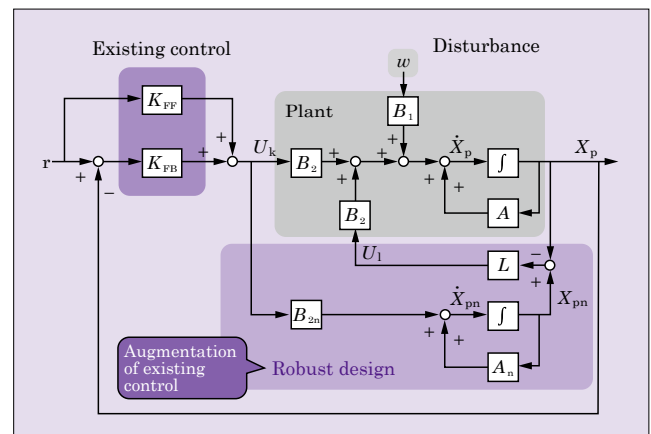 Existing control
Disturbance
w
K_FF
Plant
B_1
+
+
+
+
+
+
r
+
−
K_FB
U_k
B_2
Ẋ_p
∫
X_p
+
+
+
B_2
A
U_l
L
−
+
B_2n
Ẋ_pn
∫
X_pn
+
+
A_n
Augmentation
of existing
control
Robust design